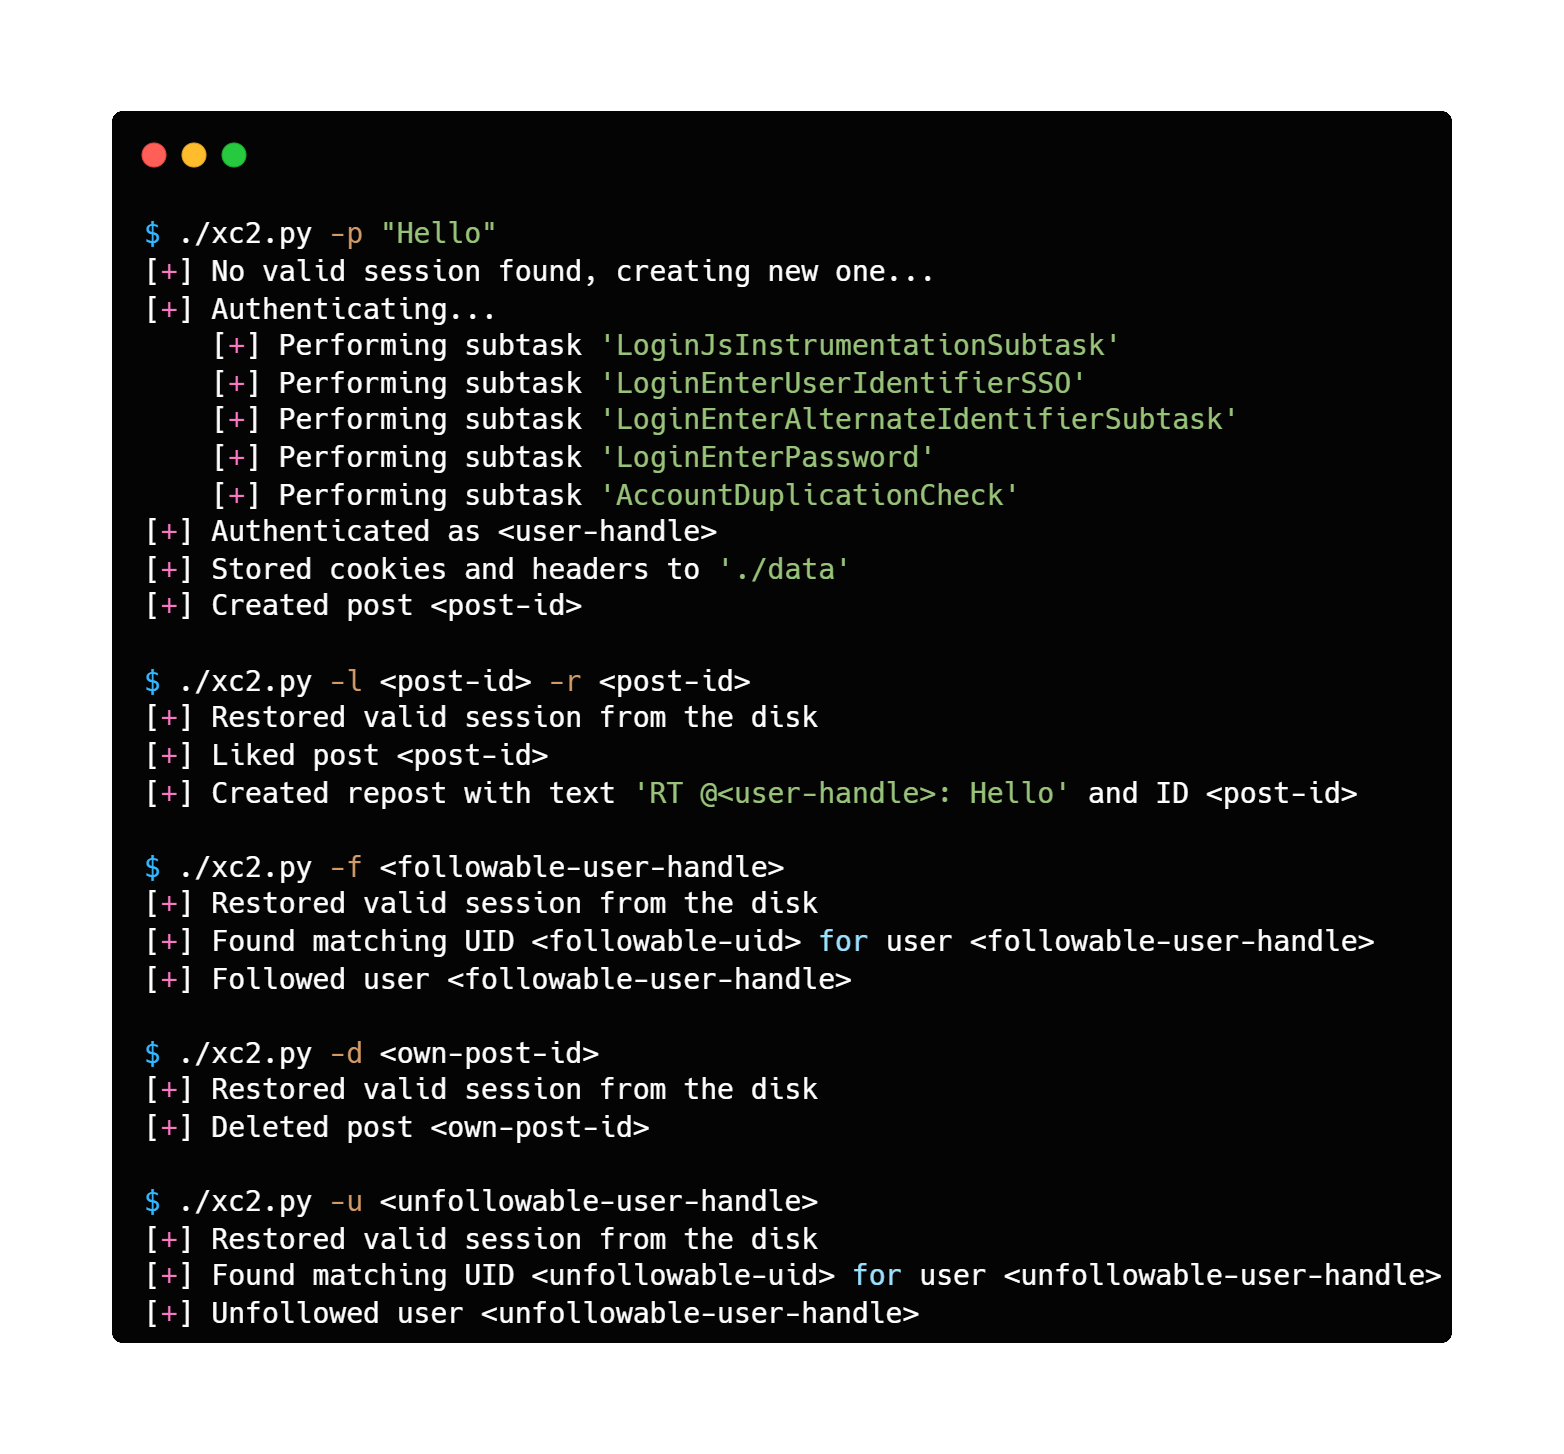 $ ./xc2.py -p "Hello"
[+] No valid session found, creating new one...
[+] Authenticating...
[+] Performing subtask 'LoginJsInstrumentationSubtask'
[+] Performing subtask 'LoginEnterUserIdentifierSSO'
[+] Performing subtask 'LoginEnterAlternateIdentifierSubtask'
[+] Performing subtask 'LoginEnterPassword'
[+] Performing subtask 'AccountDuplicationCheck'
[+] Authenticated as <user-handle>
[+] Stored cookies and headers to './data'
[+] Created post <post-id>
$ ./xc2.py -l <post-id> -r <post-id>
[+] Restored valid session from the disk
[+] Liked post <post-id>
[+] Created repost with text 'RT @<user-handle>: Hello' and ID <post-id>
$ ./xc2.py -f <followable-user-handle>
[+] Restored valid session from the disk
[+] Found matching UID <followable-uid> for user <followable-user-handle>
[+] Followed user <followable-user-handle>
$ ./xc2.py -d <own-post-id>
[+] Restored valid session from the disk
[+] Deleted post <own-post-id>
$ ./xc2.py -u <unfollowable-user-handle>
[+] Restored valid session from the disk
[+] Found matching UID <unfollowable-uid> for user <unfollowable-user-handle>
[+] Unfollowed user <unfollowable-user-handle>